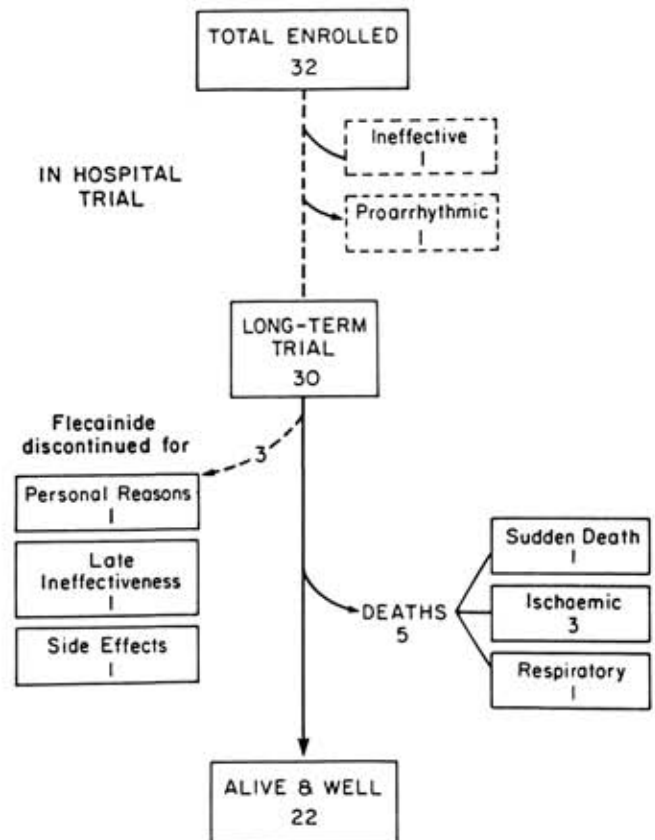 TOTAL ENROLLED
32
Ineffective
1
IN HOSPITAL
TRIAL
Proarrhythmic
1
LONG-TERM
TRIAL
30
Flecainide
discontinued for
3
Personal Reasons
1
Late
Ineffectiveness
1
Side Effects
1
DEATHS
5
Sudden Death
1
Ischaemic
3
Respiratory
1
ALIVE & WELL
22